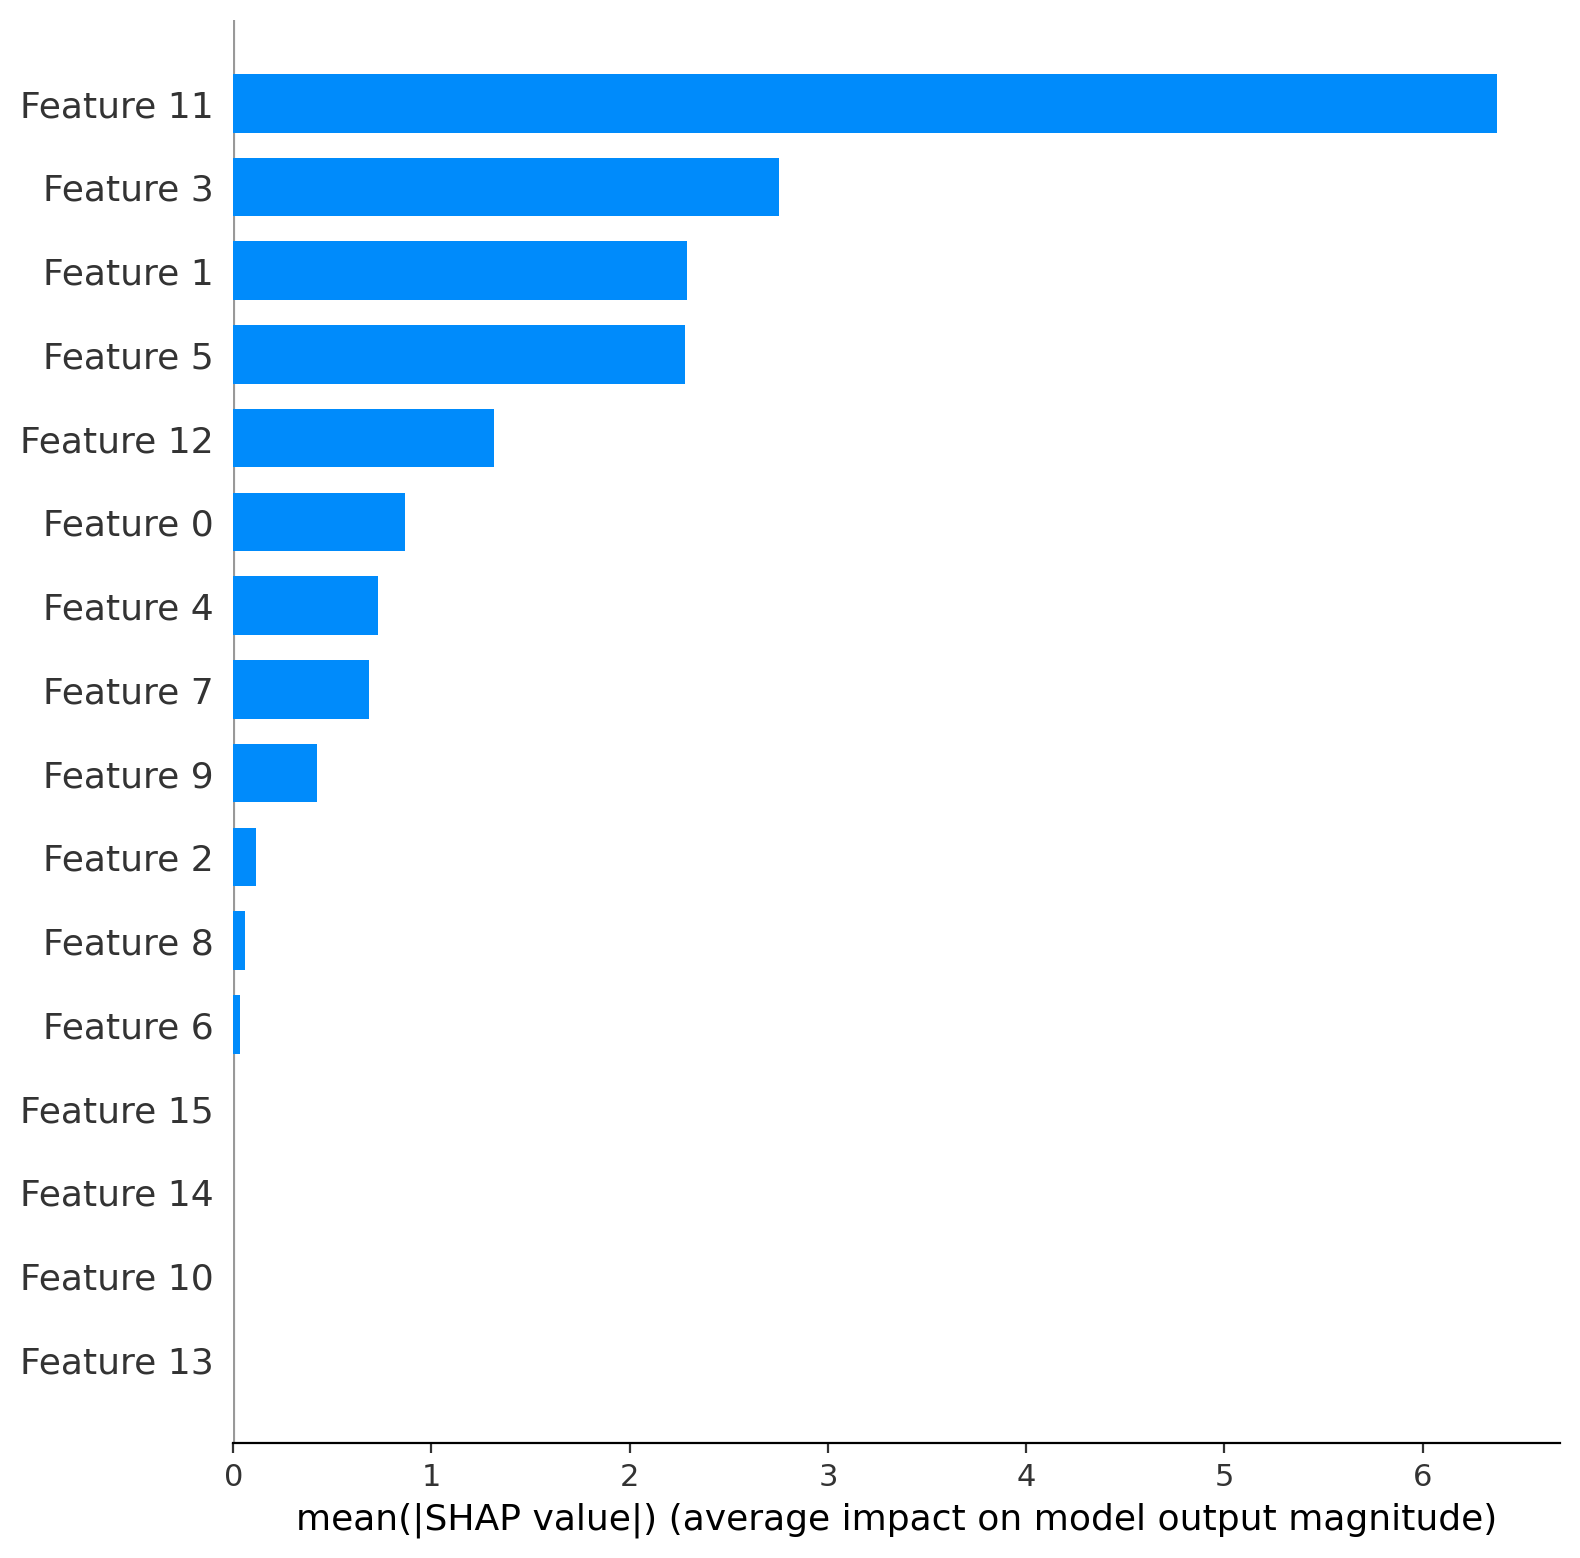 Feature 11
Feature 3
Feature 1
Feature 5
Feature 12
Feature 0
Feature 4
Feature 7
Feature 9
Feature 2
Feature 8
Feature 6
Feature 15
Feature 14
Feature 10
Feature 13
0 1 2 3 4 5 6
mean(|SHAP value|) (average impact on model output magnitude)